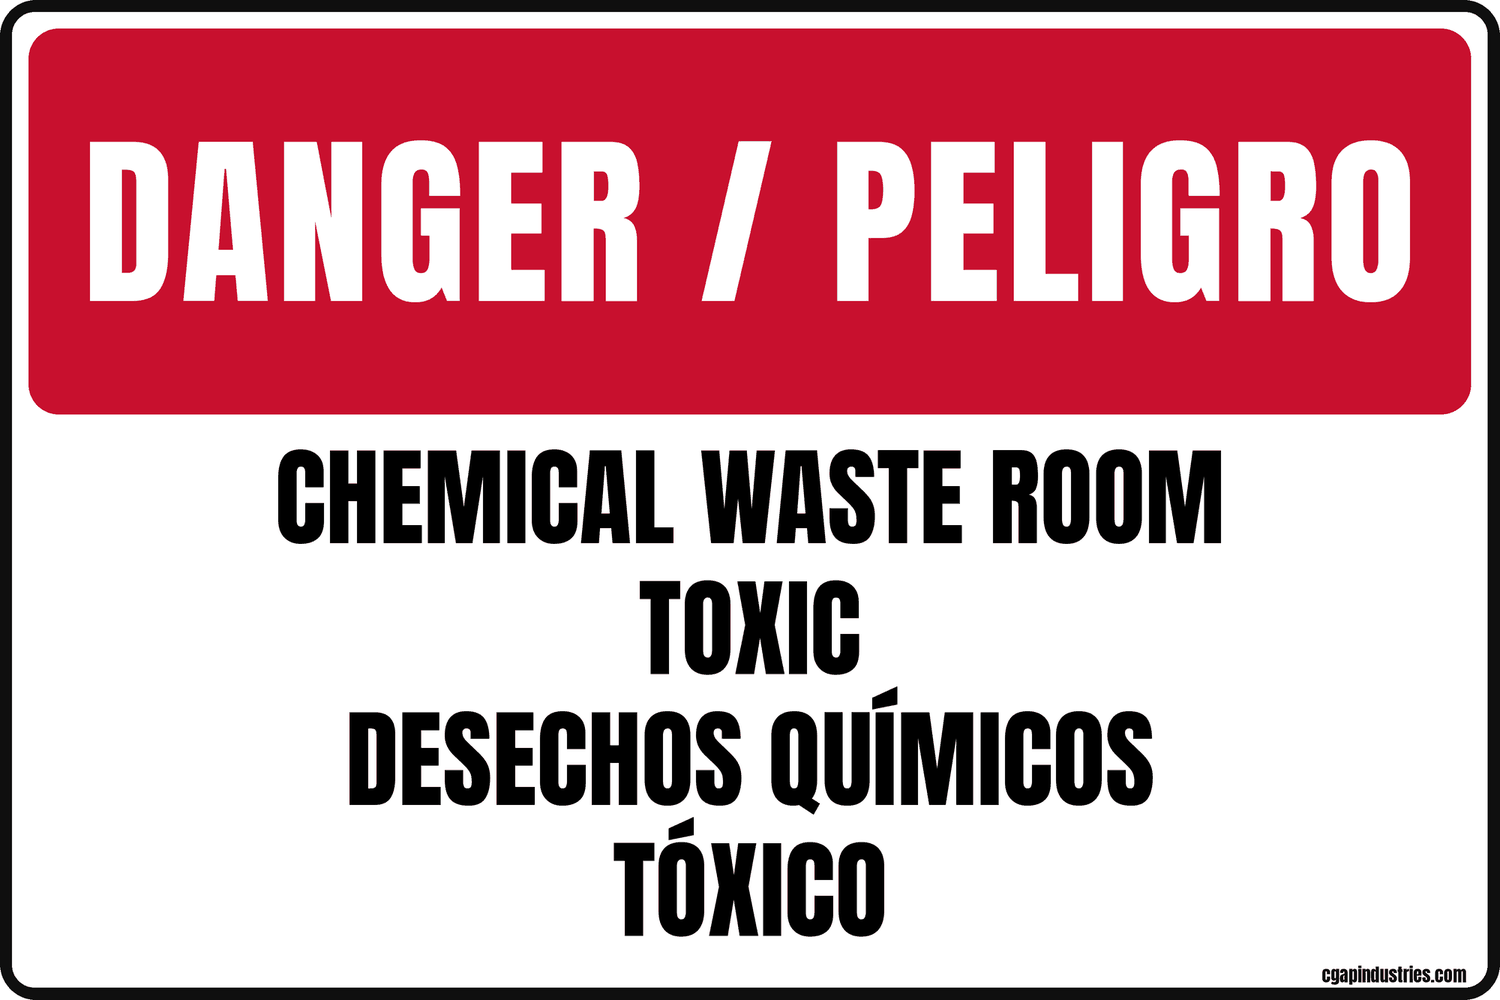 DANGER / PELIGRO
CHEMICAL WASTE ROOM
TOXIC
DESECHOS QUÍMICOS
TÓXICO
cgapindustries.com